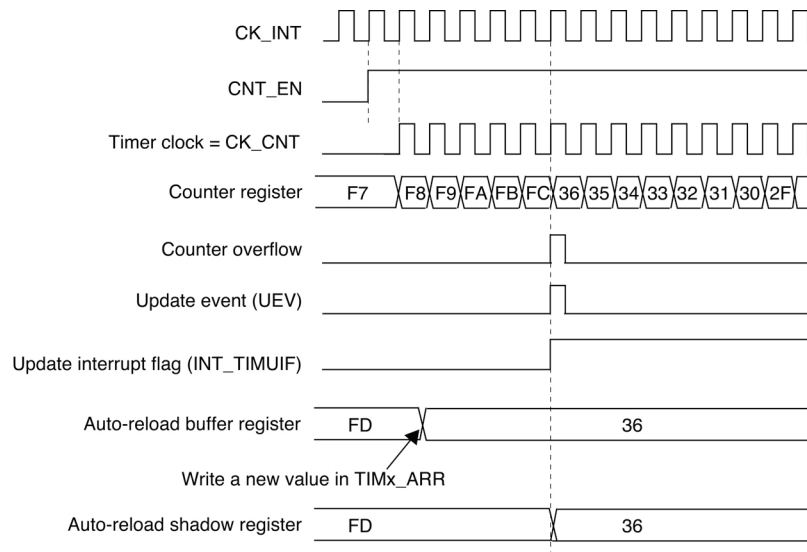 CK_INT
CNT_EN
Timer clock = CK_CNT
Counter register F7 F8 F9 FA FB FC 36 35 34 33 32 31 30 2F
Counter overflow
Update event (UEV)
Update interrupt flag (INT_TIMUIF)
Auto-reload buffer register FD 36
Write a new value in TIMx_ARR
Auto-reload shadow register FD 36